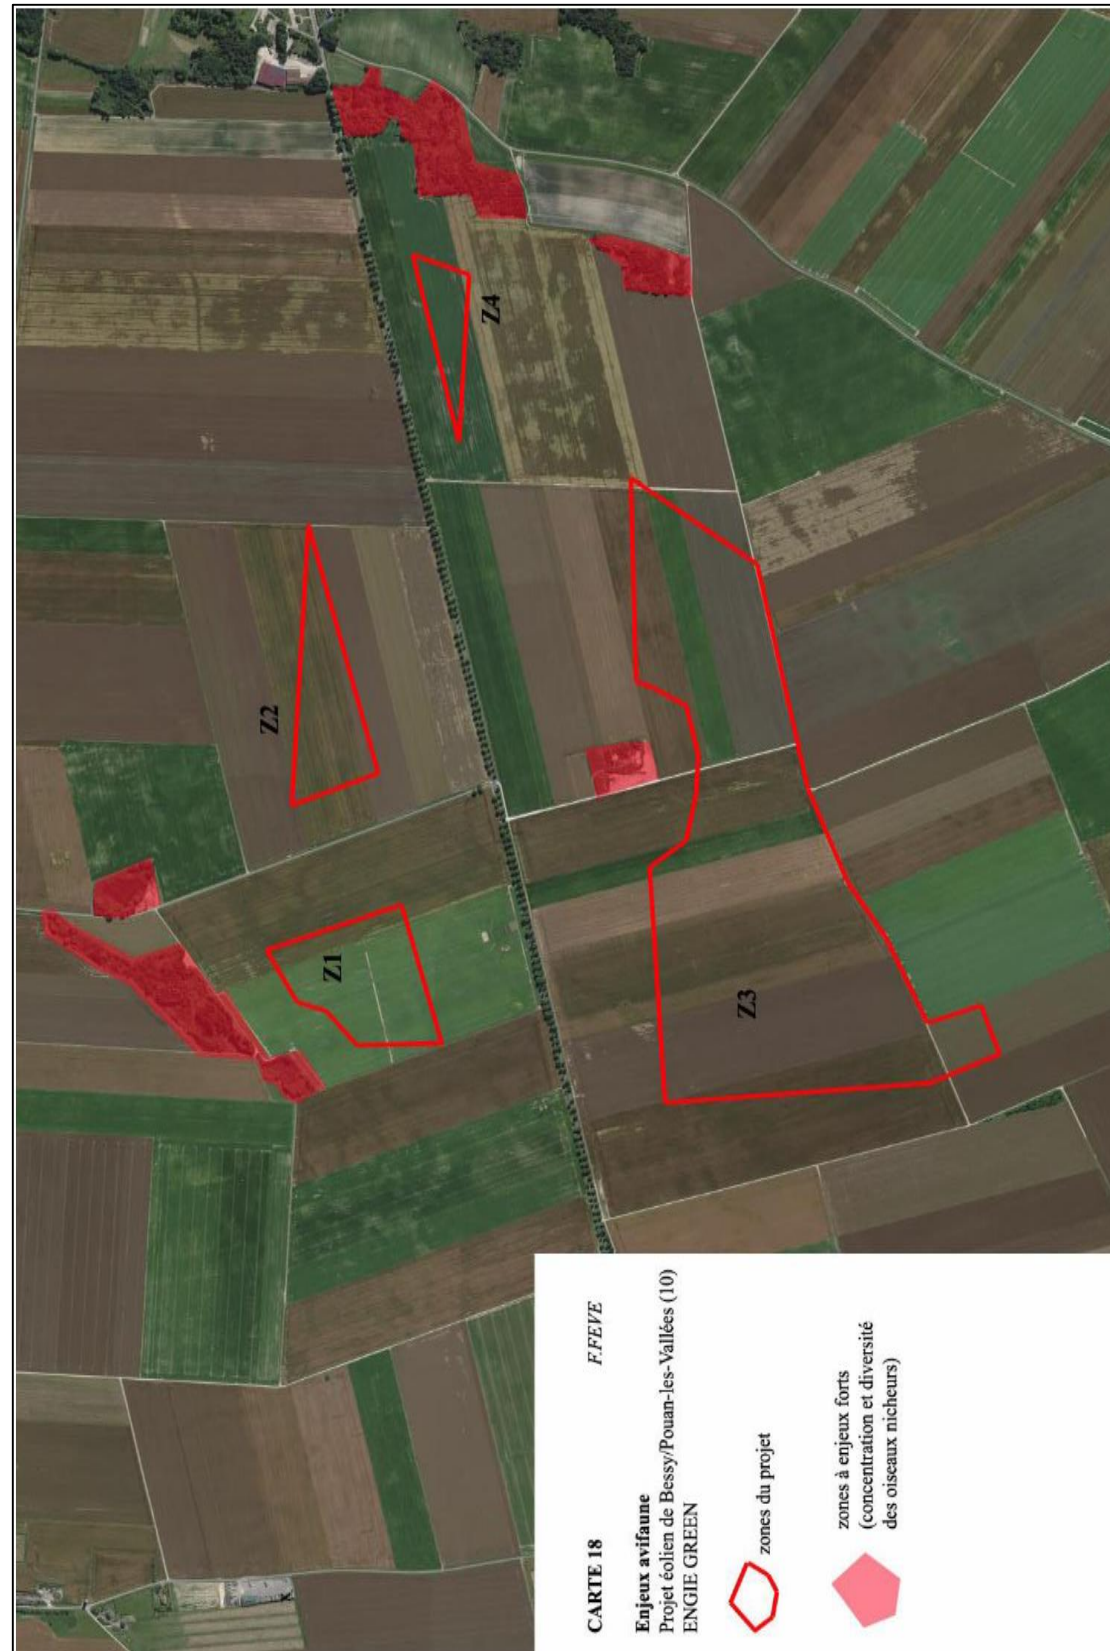 CARTE 18 F.FEVE
Enjeux avifaune
Projet éolien de Bessy/Pouan-les-Vallées (10)
ENGIE GREEN
zones du projet
zones à enjeux forts
(concentration et diversité
des oiseaux nicheurs)
Z1
Z2
Z3
Z4